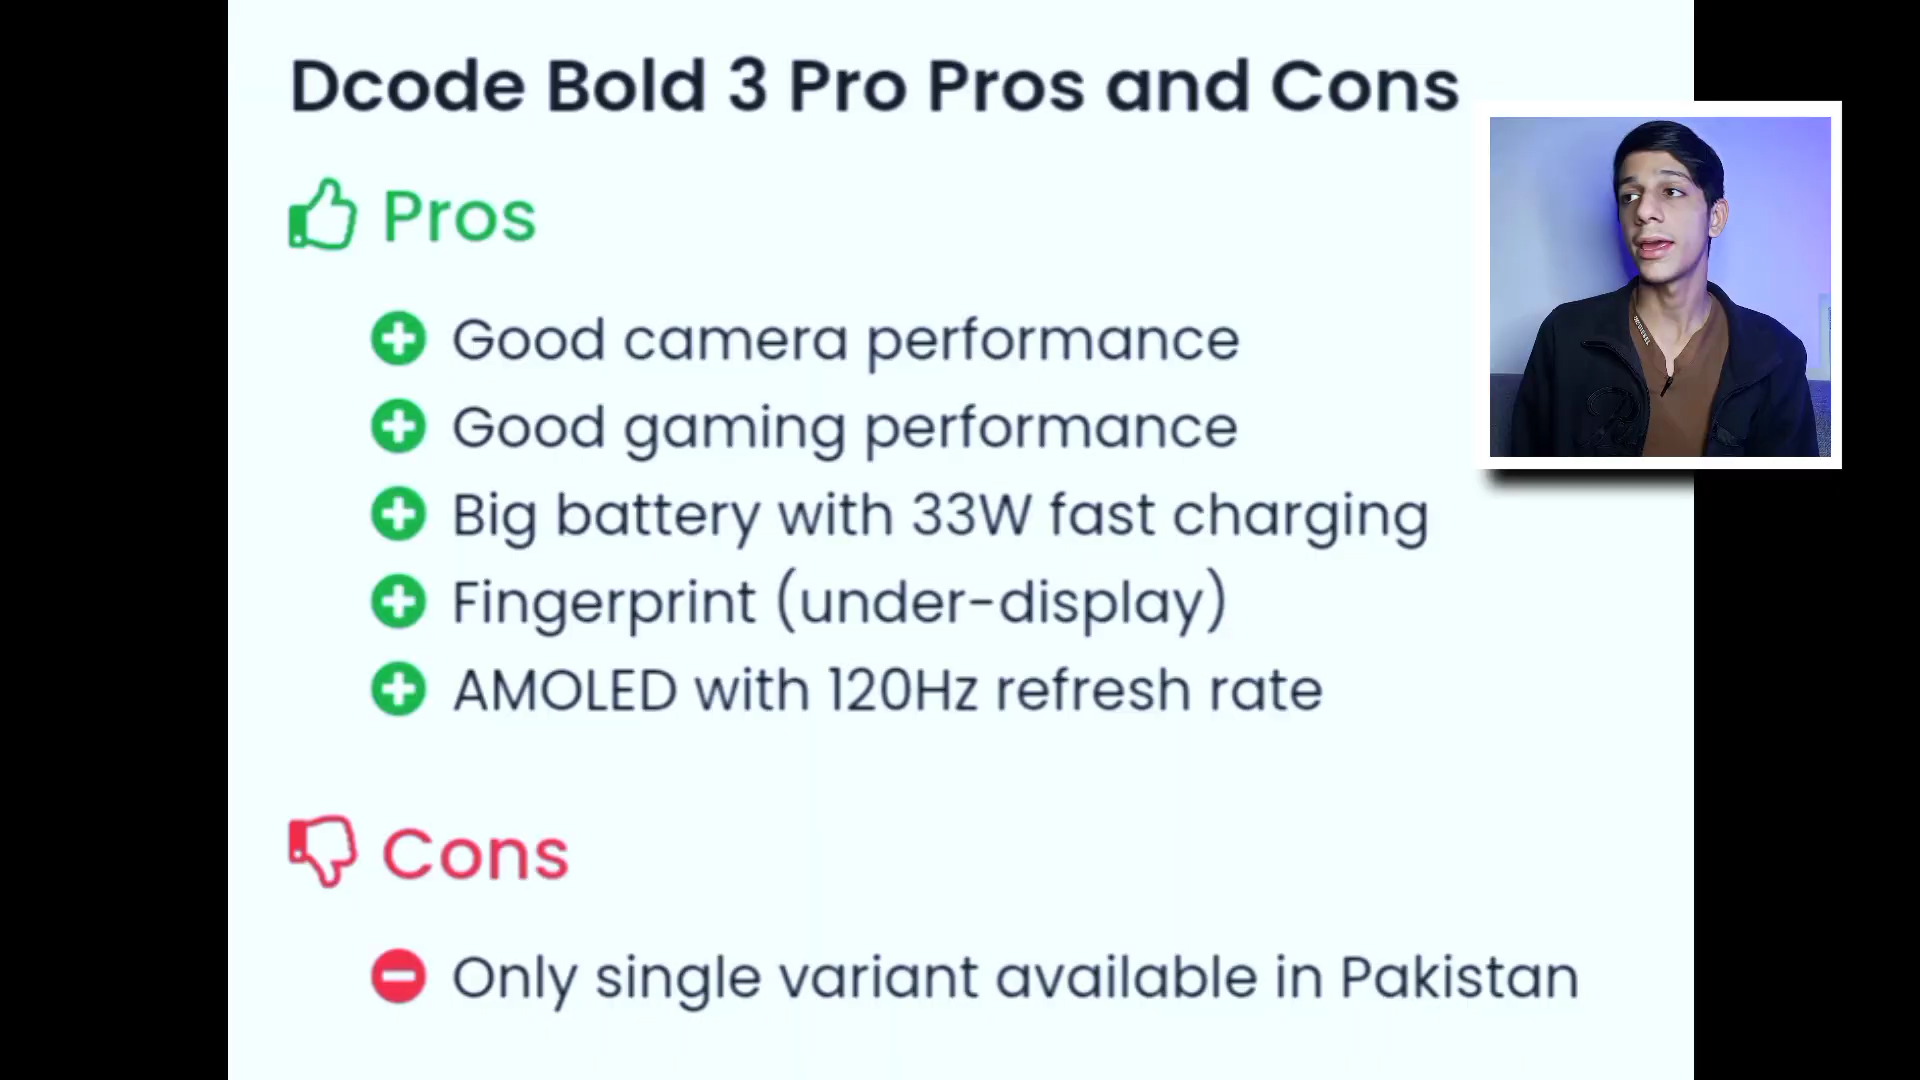 Dcode Bold 3 Pro Pros and Cons
Pros
Good camera performance
Good gaming performance
Big battery with 33W fast charging
Fingerprint (under-display)
AMOLED with 120Hz refresh rate
Cons
Only single variant available in Pakistan